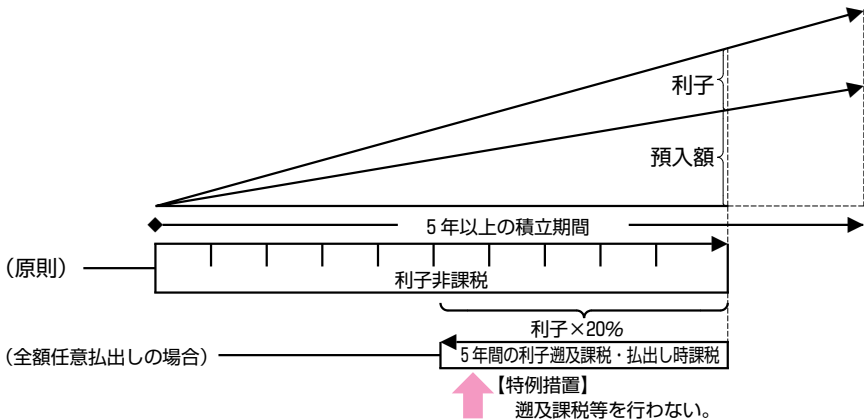 利子
預入額
5年以上の積立期間
（原則）
利子非課税
利子×20%
（全額任意払出しの場合）
5年間の利子遡及課税・払出し時課税
【特例措置】
遡及課税等を行わない。